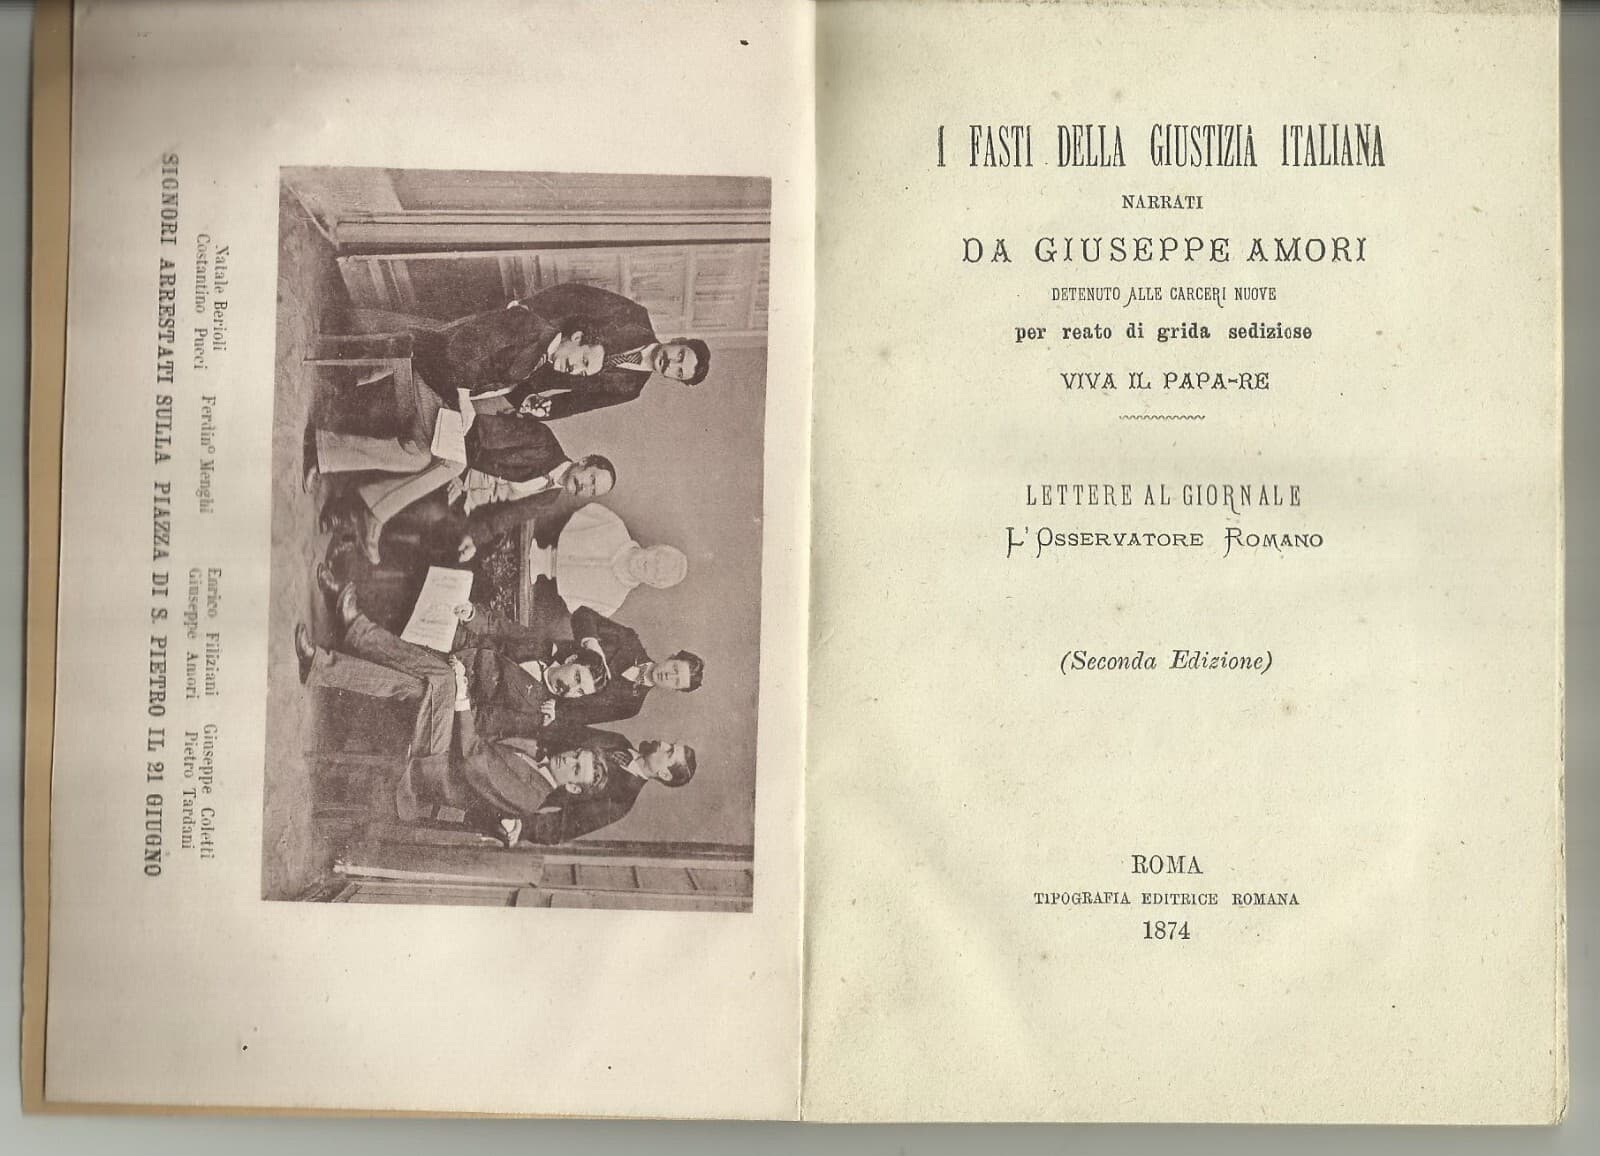 Natale Berioli Ferdin° Menghi Enrico Filiziani Giuseppe Coletti
Costantino Pucci Giuseppe Amori Pietro Tardani
SIGNORI ARRESTATI SULLA PIAZZA DI S. PIETRO IL 21 GIUGNO
I FASTI DELLA GIUSTIZIA ITALIANA
NARRATI
DA GIUSEPPE AMORI
DETENUTO ALLE CARCERI NUOVE
per reato di grida sediziose
VIVA IL PAPA-RE
LETTERE AL GIORNALE
L'OSSERVATORE ROMANO
(Seconda Edizione)
ROMA
TIPOGRAFIA EDITRICE ROMANA
1874